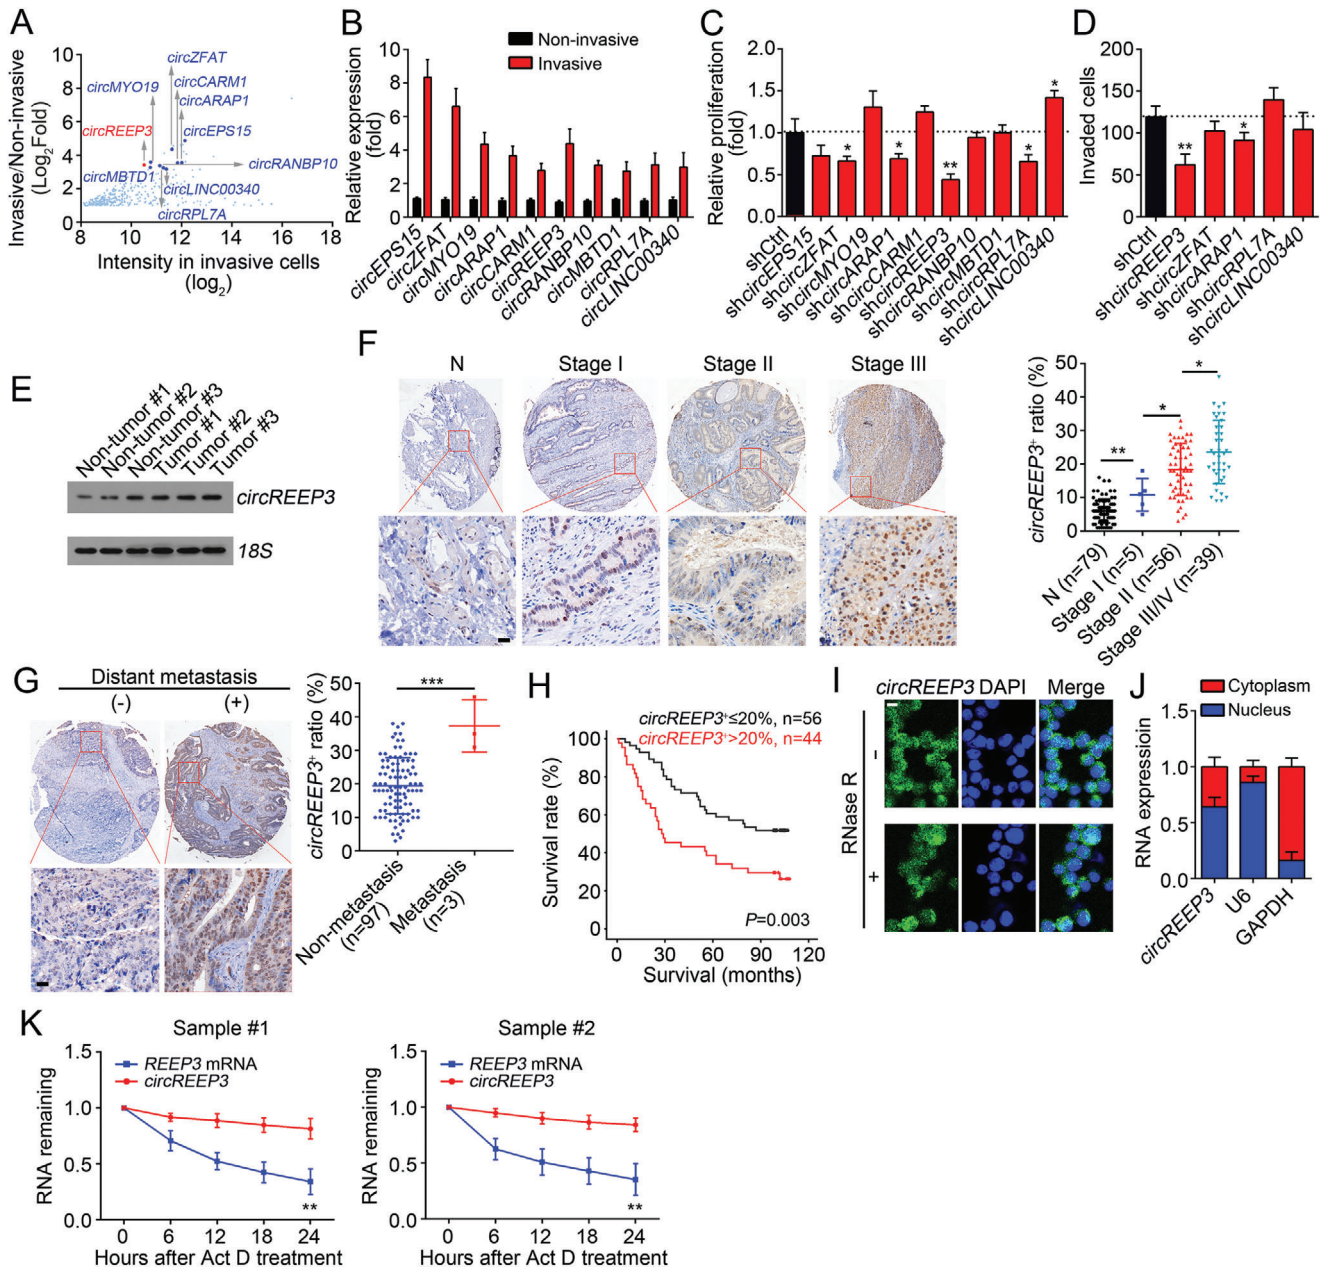 A
Invasive/Non-invasive
(Log2Fold)
10
8
6
4
2
0
circZFAT
circMYO19
circCARM1
circARAP1
circREEP3
circEPS15
circRANBP10
circMBTD1
circLINC00340
circRPL7A
8 10 12 14 16 18
Intensity in invasive cells
(log2)
B
Relative expression
(fold)
10
8
6
4
2
0
Non-invasive
Invasive
circEPS15
circZFAT
circMYO19
circARAP1
circCARM1
circREEP3
circRANBP10
circMBTD1
circRPL7A
circLINC00340
C
Relative proliferation
(fold)
2.0
1.5
1.0
0.5
0.0
* * ** * *
shCtrl
shcircEPS15
shcircZFAT
shcircMYO19
shcircARAP1
shcircCARM1
shcircREEP3
shcircRANBP10
shcircMBTD1
shcircRPL7A
shcircLINC00340
D
Invaded cells
200
150
100
50
0
** *
shCtrl
shcircREEP3
shcircZFAT
shcircARAP1
shcircRPL7A
shcircLINC00340
E
Non-tumor #1
Non-tumor #2
Non-tumor #3
Tumor #1
Tumor #2
Tumor #3
circREEP3
18S
F
N Stage I Stage II Stage III
circREEP3+ ratio (%)
50
40
30
20
10
0
** * *
N (n=79)
Stage I (n=5)
Stage II (n=56)
Stage III/IV (n=39)
G
Distant metastasis
(-) (+)
circREEP3+ ratio (%)
50
40
30
20
10
0
***
Non-metastasis
(n=97)
Metastasis
(n=3)
H
Survival rate (%)
100
80
60
40
20
0
circREEP3+≤20%, n=56
circREEP3+>20%, n=44
P=0.003
0 30 60 90 120
Survival (months)
I
circREEP3 DAPI Merge
RNase R
-
+
J
Cytoplasm
Nucleus
RNA expressioin
1.5
1.0
0.5
0
circREEP3
U6
GAPDH
K
Sample #1
RNA remaining
1.5
1.0
0.5
0.0
REEP3 mRNA
circREEP3
**
0 6 12 18 24
Hours after Act D treatment
Sample #2
RNA remaining
1.5
1.0
0.5
0.0
REEP3 mRNA
circREEP3
**
0 6 12 18 24
Hours after Act D treatment